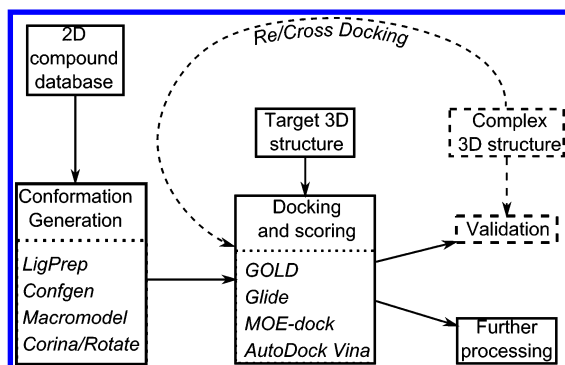 2D
compound
database
Re/Cross Docking
Target 3D
structure
Complex
3D structure
Conformation
Generation
LigPrep
Confgen
Macromodel
Corina/Rotate
Docking
and scoring
GOLD
Glide
MOE-dock
AutoDock Vina
Validation
Further
processing